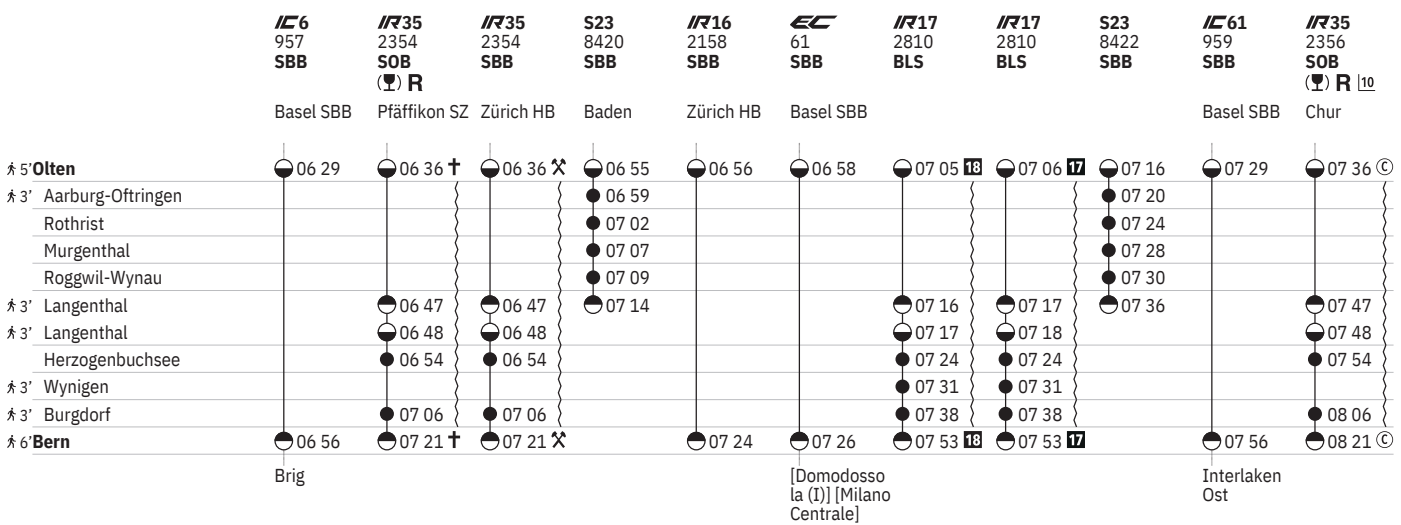 IC6 IR35 IR35 S23 IR16 EC IR17 IR17 S23 IC61 IR35
957 2354 2354 8420 2158 61 2810 2810 8422 959 2356
SBB SOB SBB SBB SBB SBB BLS BLS SBB SBB SOB
R R 10
Basel SBB Pfäffikon SZ Zürich HB Baden Zürich HB Basel SBB Basel SBB Chur
5' Olten 06 29 06 36 06 36 06 55 06 56 06 58 07 05 18 07 06 17 07 16 07 29 07 36 C
3' Aarburg-Oftringen 06 59 07 20
Rothrist 07 02 07 24
Murgenthal 07 07 07 28
Roggwil-Wynau 07 09 07 30
3' Langenthal 06 47 06 47 07 14 07 16 07 17 07 36 07 47
3' Langenthal 06 48 06 48 07 17 07 18 07 48
Herzogenbuchsee 06 54 06 54 07 24 07 24 07 54
3' Wynigen 07 31 07 31
3' Burgdorf 07 06 07 06 07 38 07 38 08 06
6' Bern 06 56 07 21 07 21 07 24 07 26 07 53 18 07 53 17 07 56 08 21 C
Brig [Domodosso Interlaken
la (I)] [Milano Ost
Centrale]